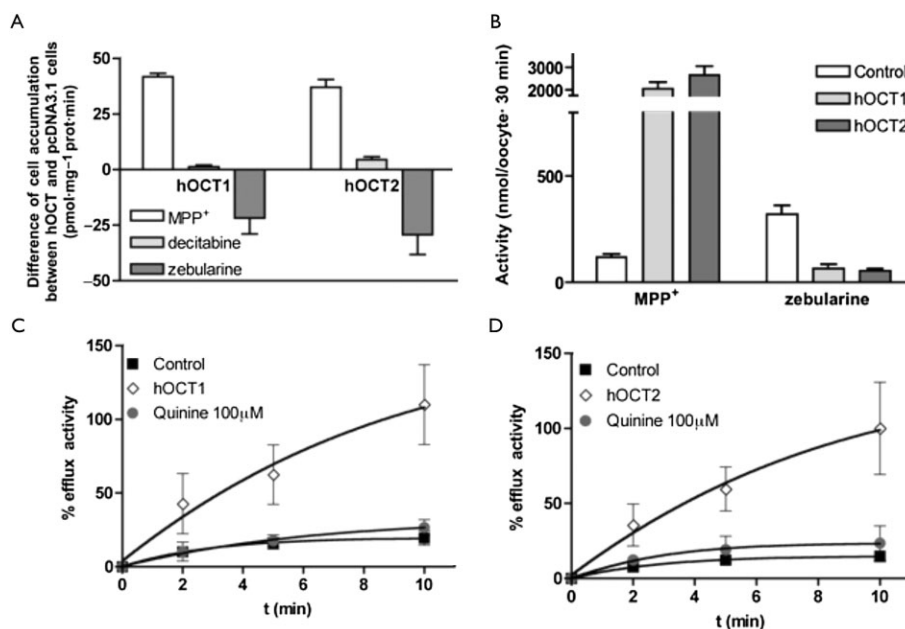 A
Difference of cell accumulation
between hOCT and pcDNA3.1 cells
(pmol·mg−1 prot·min)
50
25
0
−25
−50
hOCT1
hOCT2
MPP+
decitabine
zebularine
B
Activity (nmol/oocyte· 30 min)
3000
2000
500
0
MPP+
zebularine
Control
hOCT1
hOCT2
C
% efflux activity
150
100
50
0
0
2
4
6
8
10
t (min)
Control
hOCT1
Quinine 100μM
D
% efflux activity
150
100
50
0
0
2
4
6
8
10
t (min)
Control
hOCT2
Quinine 100μM